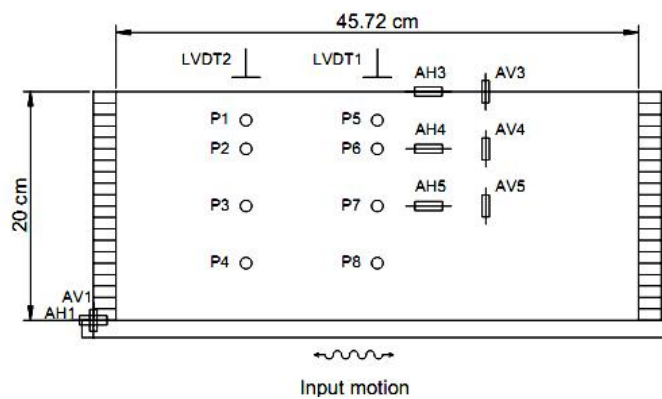 45.72 cm
LVDT2 LVDT1 AH3 AV3
P1 P5
P2 P6 AH4 AV4
20 cm
P3 P7 AH5 AV5
P4 P8
AV1
AH1
Input motion